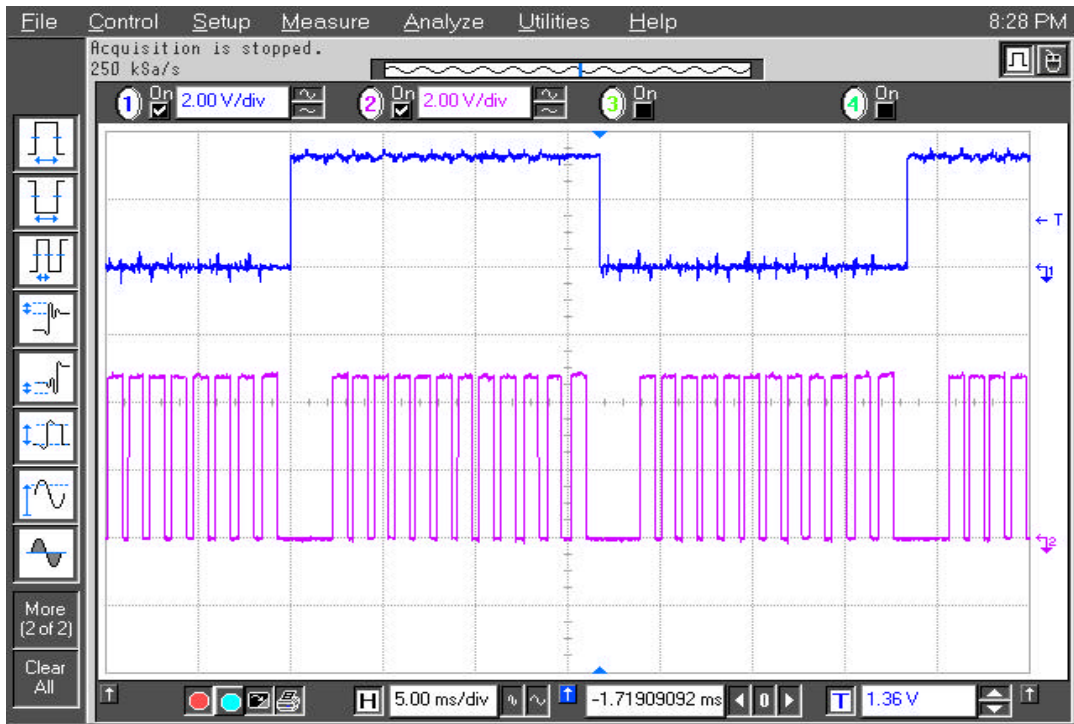 File Control Setup Measure Analyze Utilities Help 8:28 PM
Acquisition is stopped.
250 kSa/s
1 On 2.00 V/div 2 On 2.00 V/div 3 On 4 On
T
1
2
More
(2 of 2)
Clear
All
H 5.00 ms/div -1.71909092 ms 0 T 1.36 V